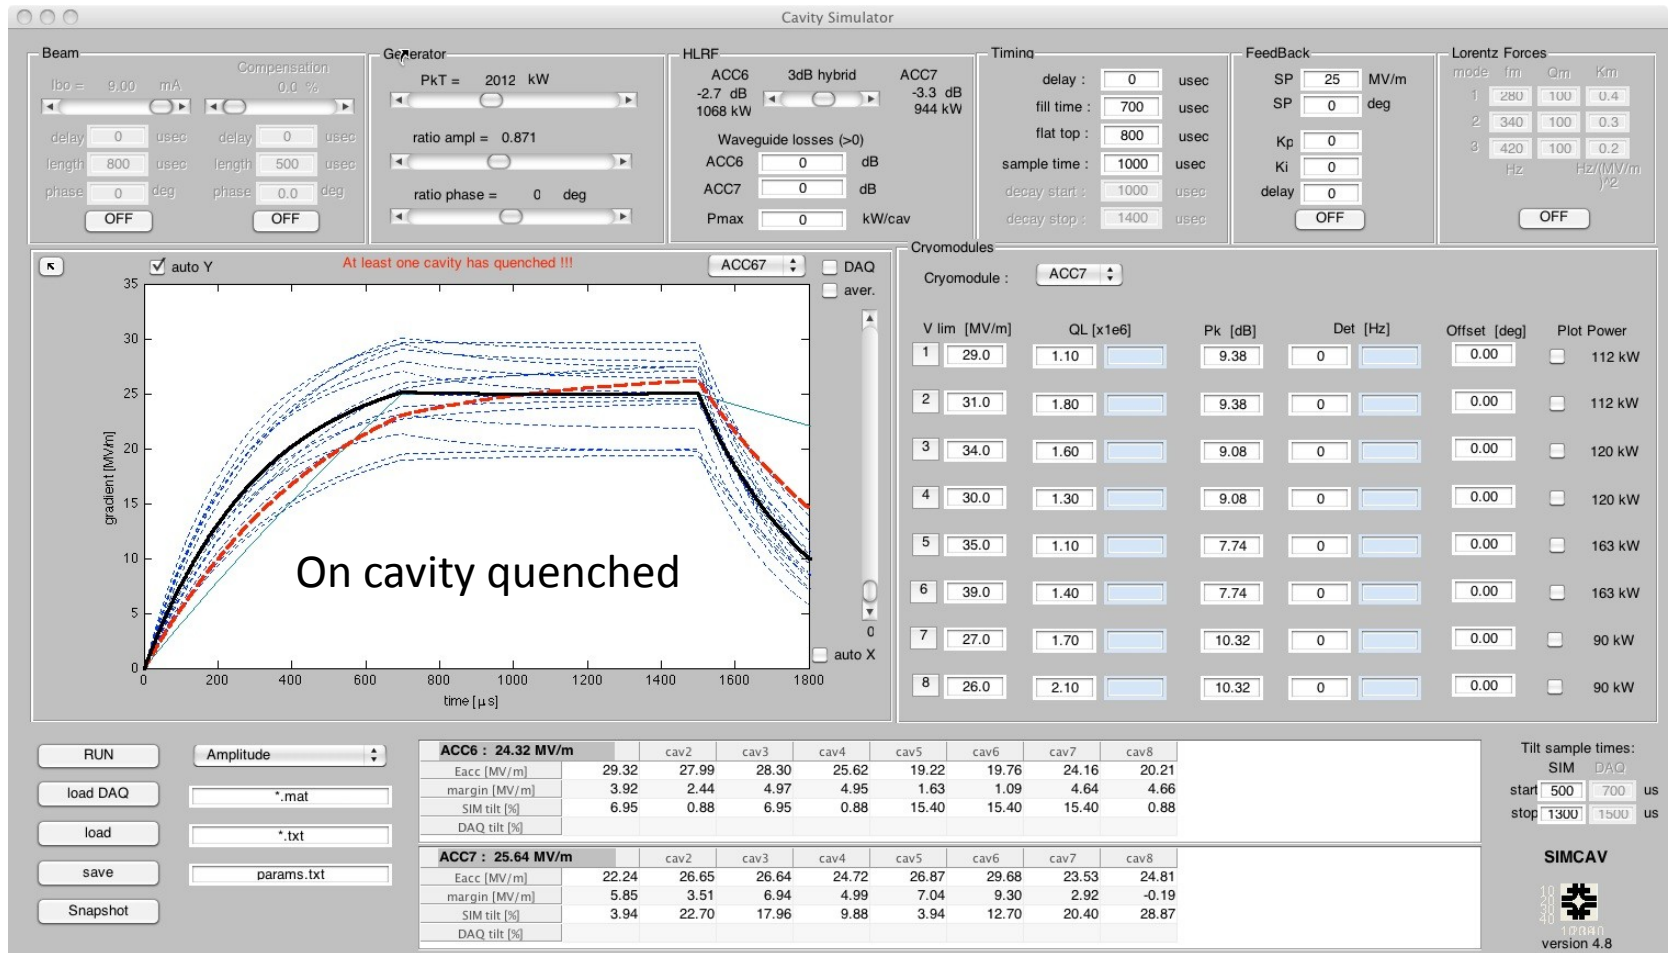 Cavity Simulator
Beam
Compensation
Ibo = 9.00 mA 0.0 %
delay 0 usec delay 0 usec
length 800 usec length 500 usec
phase 0 deg phase 0.0 deg
OFF OFF
Generator
PkT = 2012 kW
ratio ampl = 0.871
ratio phase = 0 deg
HLRF
ACC6 3dB hybrid ACC7
-2.7 dB -3.3 dB
1068 kW 944 kW
Waveguide losses (>0)
ACC6 0 dB
ACC7 0 dB
Pmax 0 kW/cav
Timing
delay : 0 usec
fill time : 700 usec
flat top : 800 usec
sample time : 1000 usec
decay start : 1000 usec
decay stop : 1400 usec
FeedBack
SP 25 MV/m
SP 0 deg
Kp 0
Ki 0
delay 0
OFF
Lorentz Forces
mode fm Qm Km
1 280 100 0.4
2 340 100 0.3
3 420 100 0.2
Hz Hz/(MV/m)^2
OFF
auto Y At least one cavity has quenched !!! ACC67 DAQ
aver.
35
30
25
20
15
10
5
0
gradient [MV/m]
On cavity quenched
0
auto X
0 200 400 600 800 1000 1200 1400 1600 1800
time [μs]
Cryomodules
Cryomodule : ACC7
V lim [MV/m] QL [x1e6] Pk [dB] Det [Hz] Offset [deg] Plot Power
1 29.0 1.10 9.38 0 0.00 112 kW
2 31.0 1.80 9.38 0 0.00 112 kW
3 34.0 1.60 9.08 0 0.00 120 kW
4 30.0 1.30 9.08 0 0.00 120 kW
5 35.0 1.10 7.74 0 0.00 163 kW
6 39.0 1.40 7.74 0 0.00 163 kW
7 27.0 1.70 10.32 0 0.00 90 kW
8 26.0 2.10 10.32 0 0.00 90 kW
RUN Amplitude
load DAQ *.mat
load *.txt
save params.txt
Snapshot
ACC6 : 24.32 MV/m cav2 cav3 cav4 cav5 cav6 cav7 cav8
Eacc [MV/m] 29.32 27.99 28.30 25.62 19.22 19.76 24.16 20.21
margin [MV/m] 3.92 2.44 4.97 4.95 1.63 1.09 4.64 4.66
SIM tilt [%] 6.95 0.88 6.95 0.88 15.40 15.40 15.40 0.88
DAQ tilt [%]
ACC7 : 25.64 MV/m cav2 cav3 cav4 cav5 cav6 cav7 cav8
Eacc [MV/m] 22.24 26.65 26.64 24.72 26.87 29.68 23.53 24.81
margin [MV/m] 5.85 3.51 6.94 4.99 7.04 9.30 2.92 -0.19
SIM tilt [%] 3.94 22.70 17.96 9.88 3.94 12.70 20.40 28.87
DAQ tilt [%]
Tilt sample times:
SIM DAQ
start 500 700 us
stop 1300 1500 us
SIMCAV
10
20
30
40
version 4.8